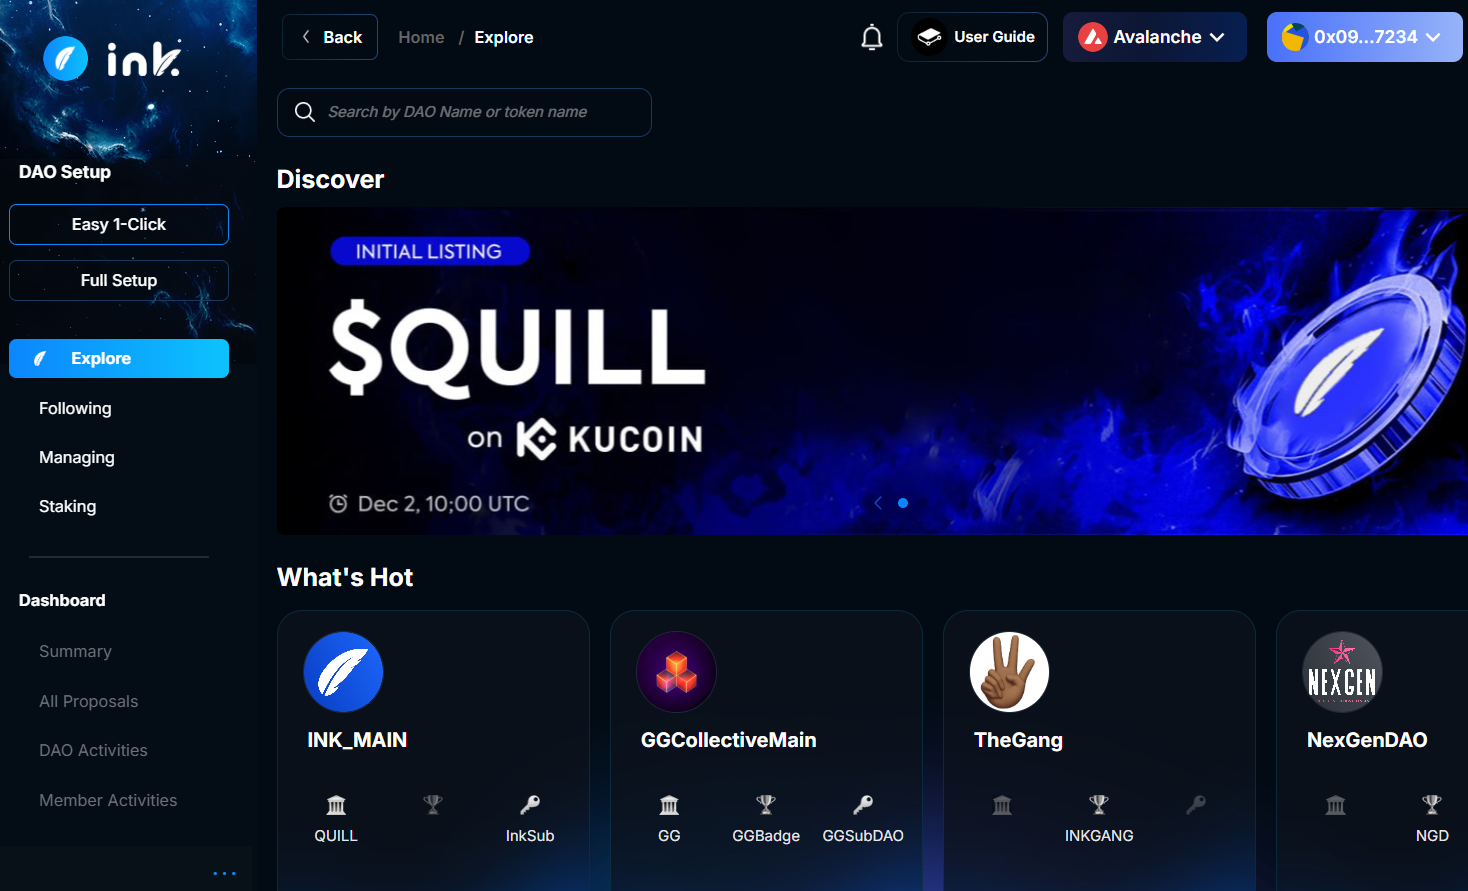 ink.
Back
Home / Explore
User Guide
Avalanche
0x09...7234
Search by DAO Name or token name
DAO Setup
Easy 1-Click
Full Setup
Explore
Following
Managing
Staking
Dashboard
Summary
All Proposals
DAO Activities
Member Activities
...
Discover
INITIAL LISTING
$QUILL
on KUCOIN
Dec 2, 10;00 UTC
What's Hot
INK_MAIN
QUILL
InkSub
GGCollectiveMain
GG
GGBadge
GGSubDAO
TheGang
INKGANG
NEXGEN
NexGenDAO
NGD